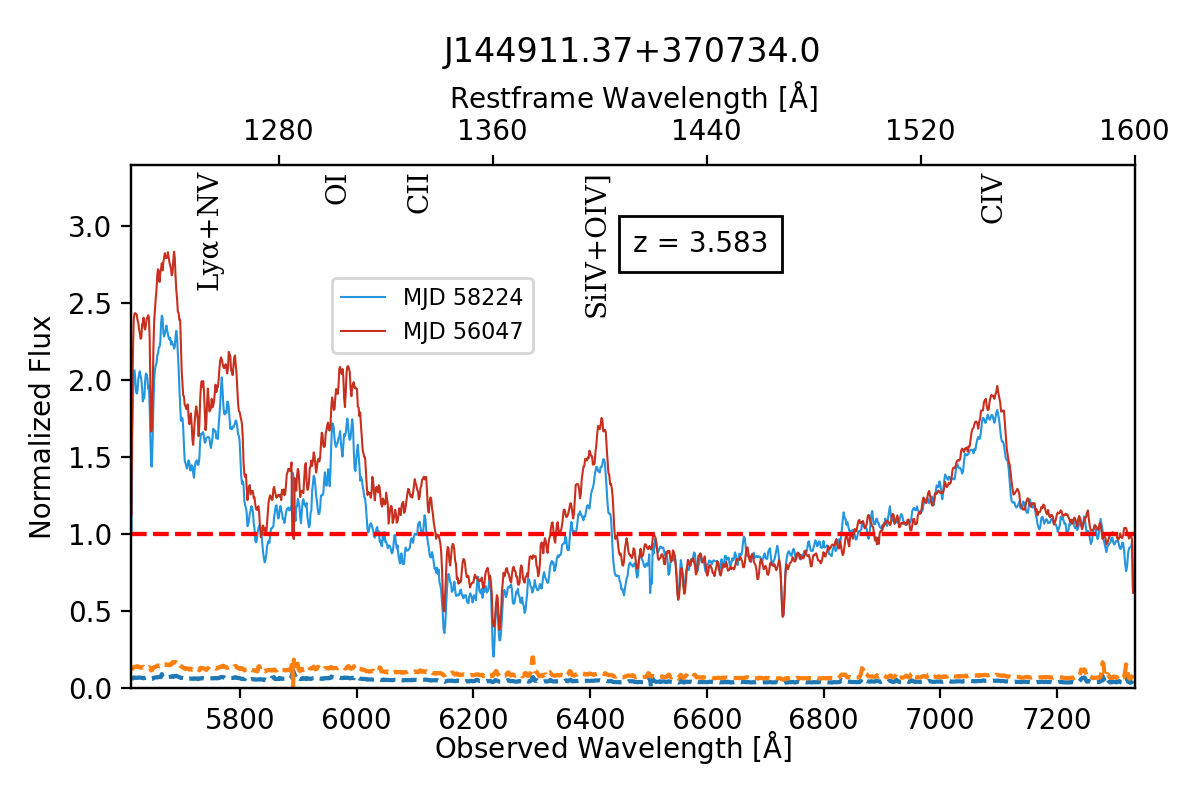 J144911.37+370734.0
Restframe Wavelength [Å]
1280 1360 1440 1520 1600
Lyα+NV
OI
CII
SiIV+OIV]
CIV
z = 3.583
MJD 58224
MJD 56047
Normalized Flux
3.0
2.5
2.0
1.5
1.0
0.5
0.0
5800 6000 6200 6400 6600 6800 7000 7200
Observed Wavelength [Å]